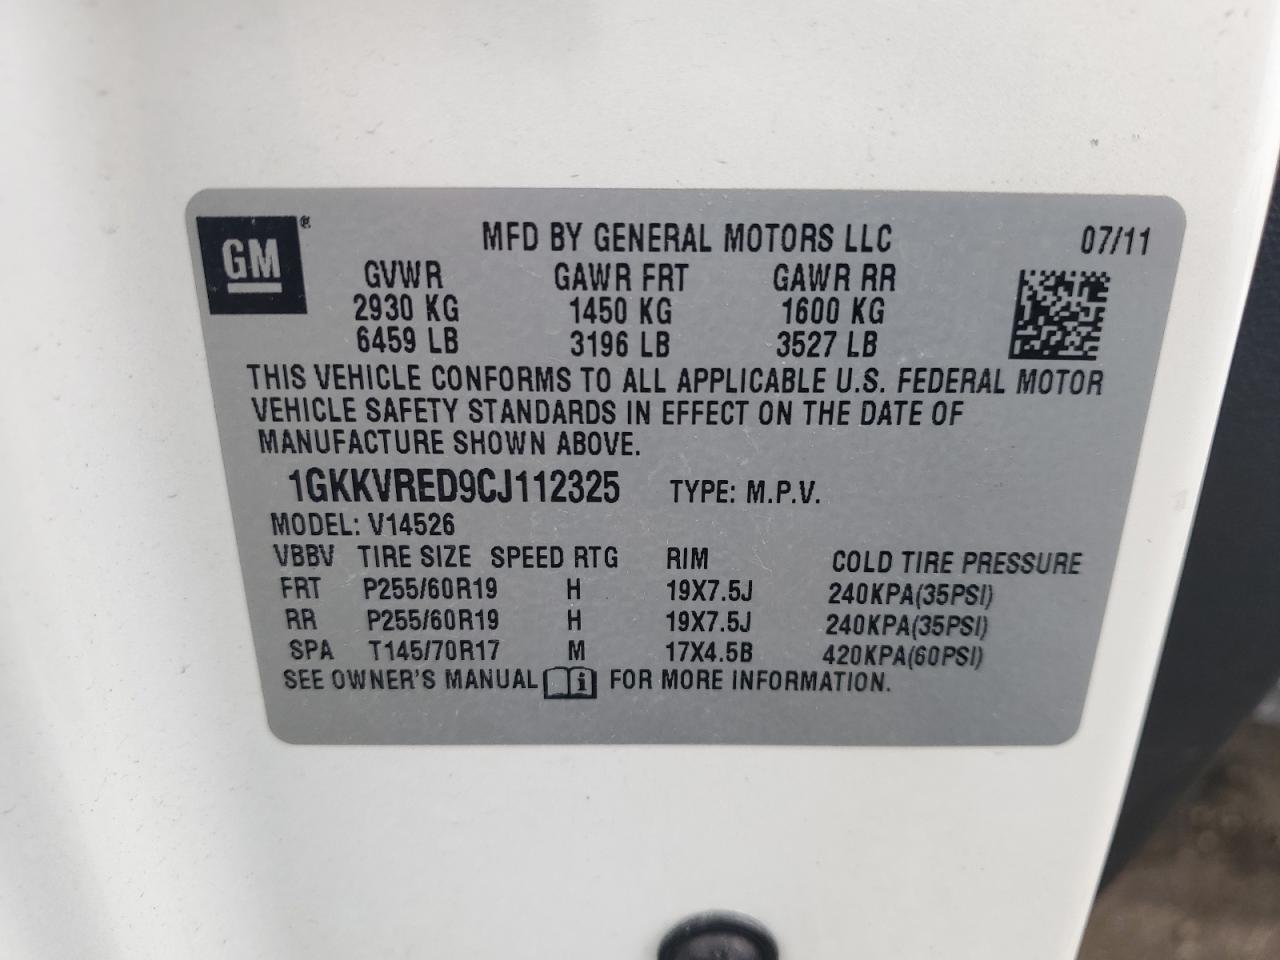 GM®
MFD BY GENERAL MOTORS LLC 07/11
GVWR GAWR FRT GAWR RR
2930 KG 1450 KG 1600 KG
6459 LB 3196 LB 3527 LB
THIS VEHICLE CONFORMS TO ALL APPLICABLE U.S. FEDERAL MOTOR
VEHICLE SAFETY STANDARDS IN EFFECT ON THE DATE OF
MANUFACTURE SHOWN ABOVE.
1GKKVRED9CJ112325 TYPE: M.P.V.
MODEL: V14526
VBBV TIRE SIZE SPEED RTG RIM COLD TIRE PRESSURE
FRT P255/60R19 H 19X7.5J 240KPA(35PSI)
RR P255/60R19 H 19X7.5J 240KPA(35PSI)
SPA T145/70R17 M 17X4.5B 420KPA(60PSI)
SEE OWNER'S MANUAL i FOR MORE INFORMATION.